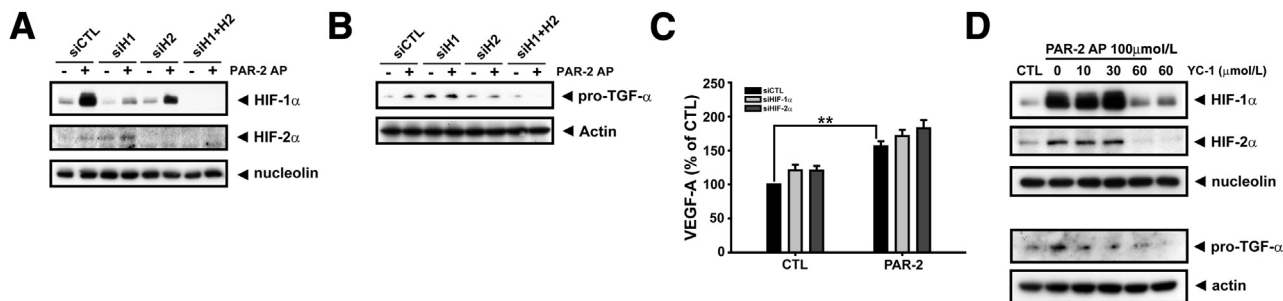 A
siCTL siH1 siH2 siH1+H2
- + - + - + - + PAR-2 AP
◄ HIF-1α
◄ HIF-2α
◄ nucleolin
B
siCTL siH1 siH2 siH1+H2
- + - + - + - + PAR-2 AP
◄ pro-TGF-α
◄ Actin
C
VEGF-A (% of CTL)
250
200
150
100
50
0
siCTL
siHIF-1α
siHIF-2α
**
CTL PAR-2
D
PAR-2 AP 100μmol/L
CTL 0 10 30 60 60 YC-1 (μmol/L)
◄ HIF-1α
◄ HIF-2α
◄ nucleolin
◄ pro-TGF-α
◄ actin